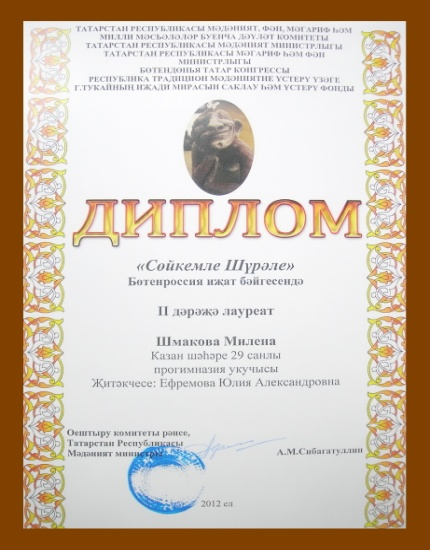 ТАТАРСТАН РЕСПУБЛИКАСЫ МӘДӘНИЯТ, ФӘН, МӘГАРИФ ҺӘМ
МИЛЛИ МӘСЬӘЛӘЛӘР БУЕНЧА ДӘҮЛӘТ КОМИТЕТЫ
ТАТАРСТАН РЕСПУБЛИКАСЫ МӘДӘНИЯТ МИНИСТРЛЫГЫ
ТАТАРСТАН РЕСПУБЛИКАСЫ МӘГАРИФ ҺӘМ ФӘН
МИНИСТРЛЫГЫ
БӨТЕНДӨНЬЯ ТАТАР КОНГРЕССЫ
РЕСПУБЛИКА ТРАДИЦИОН МӘДӘНИЯТНЕ ҮСТЕРҮ ҮЗӘГЕ
Г.ТУКАЙНЫҢ ИҖАДИ МИРАСЫН САКЛАУ ҺӘМ ҮСТЕРҮ ФОНДЫ
ДИПЛОМ
«Сөйкемле Шүрәле»
Бөтенроссия иҗат бәйгесендә
II дәрәҗә лауреат
Шмакова Милена
Казан шәһәре 29 санлы
прогимназия укучысы
Җитәкчесе: Ефремова Юлия Александровна
Оештыру комитеты рәисе,
Татарстан Республикасы
Мәдәният министры
А.М.Сибагатуллин
2012 ел